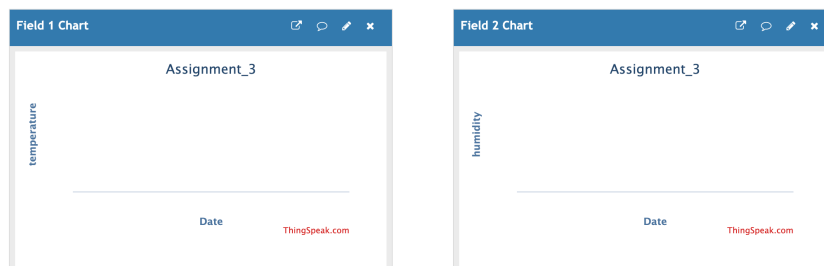 Field 1 Chart
Assignment_3
temperature
Date
ThingSpeak.com
Field 2 Chart
Assignment_3
humidity
Date
ThingSpeak.com